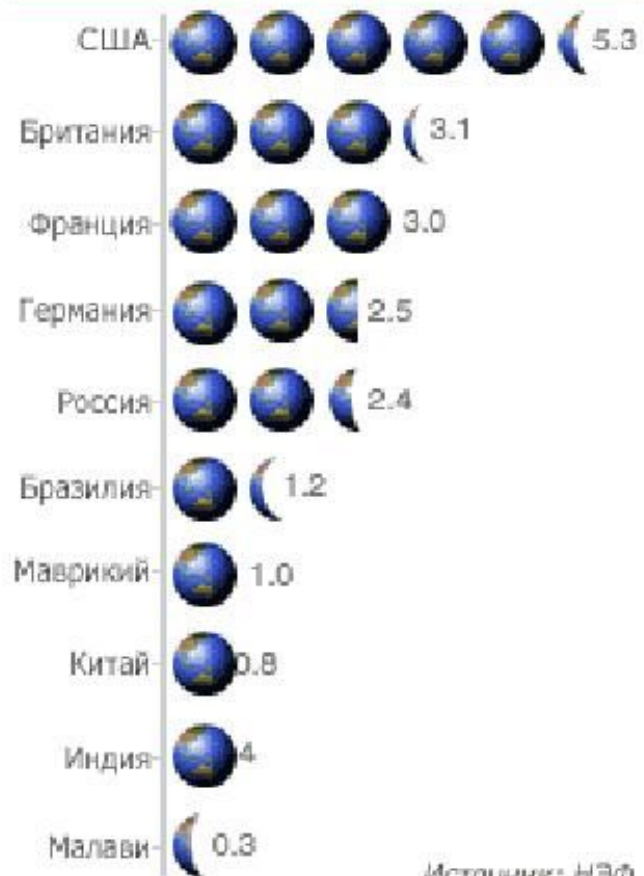 США 5.3
Британия 3.1
Франция 3.0
Германия 2.5
Россия 2.4
Бразилия 1.2
Маврикий 1.0
Китай 0.8
Индия 4
Малави 0.3
Источник: НЭФ